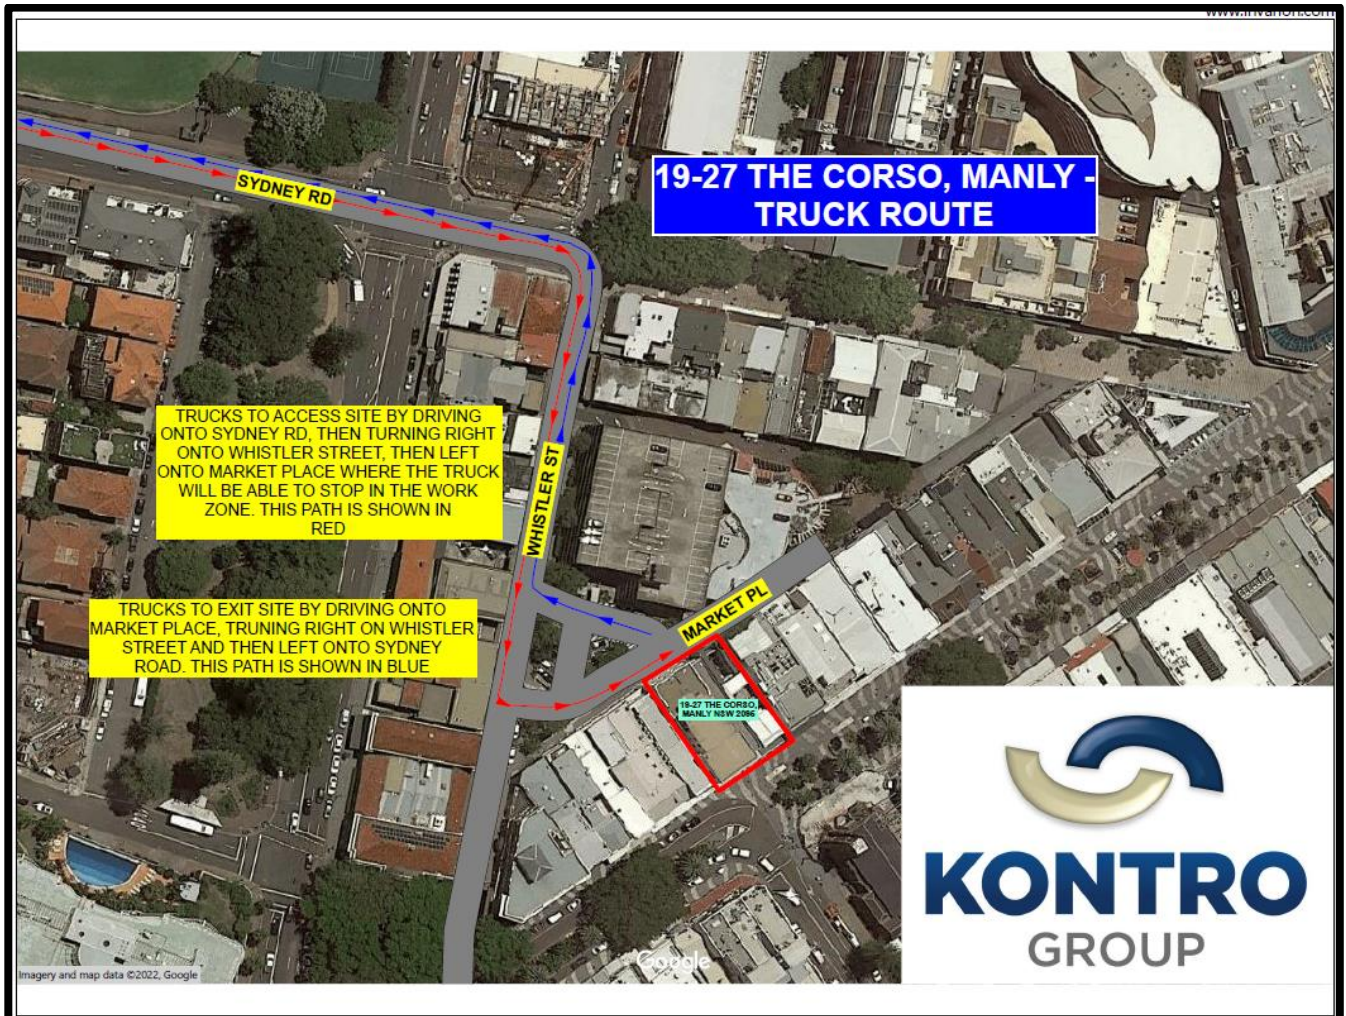 www.invarion.com
19-27 THE CORSO, MANLY -
TRUCK ROUTE
SYDNEY RD
TRUCKS TO ACCESS SITE BY DRIVING
ONTO SYDNEY RD, THEN TURNING RIGHT
ONTO WHISTLER STREET, THEN LEFT
ONTO MARKET PLACE WHERE THE TRUCK
WILL BE ABLE TO STOP IN THE WORK
ZONE. THIS PATH IS SHOWN IN
RED
WHISTLER ST
TRUCKS TO EXIT SITE BY DRIVING ONTO
MARKET PLACE, TRUNING RIGHT ON WHISTLER
STREET AND THEN LEFT ONTO SYDNEY
ROAD. THIS PATH IS SHOWN IN BLUE
MARKET PL
19-27 THE CORSO,
MANLY NSW 2095
KONTRO
GROUP
Google
Imagery and map data ©2022, Google